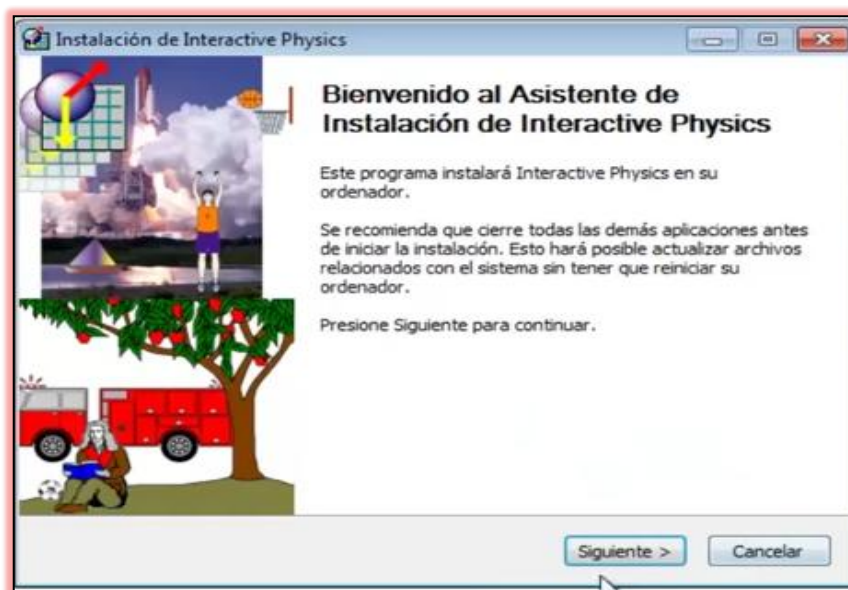 Instalación de Interactive Physics
Bienvenido al Asistente de
Instalación de Interactive Physics
Este programa instalará Interactive Physics en su
ordenador.
Se recomienda que cierre todas las demás aplicaciones antes
de iniciar la instalación. Esto hará posible actualizar archivos
relacionados con el sistema sin tener que reiniciar su
ordenador.
Presione Siguiente para continuar.
Siguiente >
Cancelar